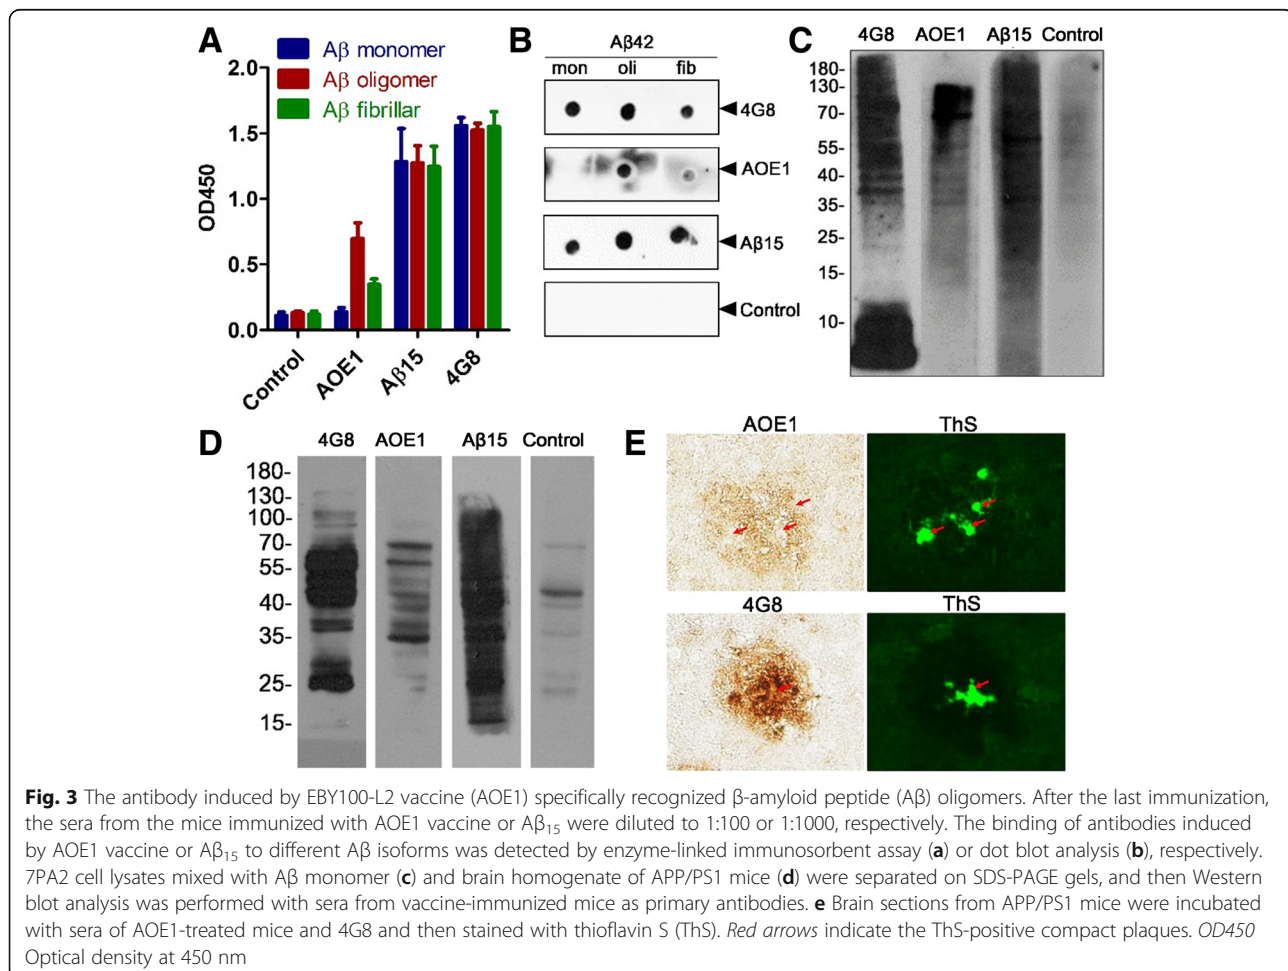 A
Aβ monomer
Aβ oligomer
Aβ fibrillar
OD450
2.0
1.5
1.0
0.5
0.0
Control
AOE1
Aβ15
4G8
B
Aβ42
mon oli fib
4G8
AOE1
Aβ15
Control
C
4G8 AOE1 Aβ15 Control
180-
130-
70-
55-
40-
35-
25-
15-
10-
D
4G8 AOE1 Aβ15 Control
180-
130-
100-
70-
55-
40-
35-
25-
15-
E
AOE1 ThS
4G8 ThS
Fig. 3 The antibody induced by EBY100-L2 vaccine (AOE1) specifically recognized β-amyloid peptide (Aβ) oligomers. After the last immunization,
the sera from the mice immunized with AOE1 vaccine or Aβ15 were diluted to 1:100 or 1:1000, respectively. The binding of antibodies induced
by AOE1 vaccine or Aβ15 to different Aβ isoforms was detected by enzyme-linked immunosorbent assay (a) or dot blot analysis (b), respectively.
7PA2 cell lysates mixed with Aβ monomer (c) and brain homogenate of APP/PS1 mice (d) were separated on SDS-PAGE gels, and then Western
blot analysis was performed with sera from vaccine-immunized mice as primary antibodies. e Brain sections from APP/PS1 mice were incubated
with sera of AOE1-treated mice and 4G8 and then stained with thioflavin S (ThS). Red arrows indicate the ThS-positive compact plaques. OD450
Optical density at 450 nm